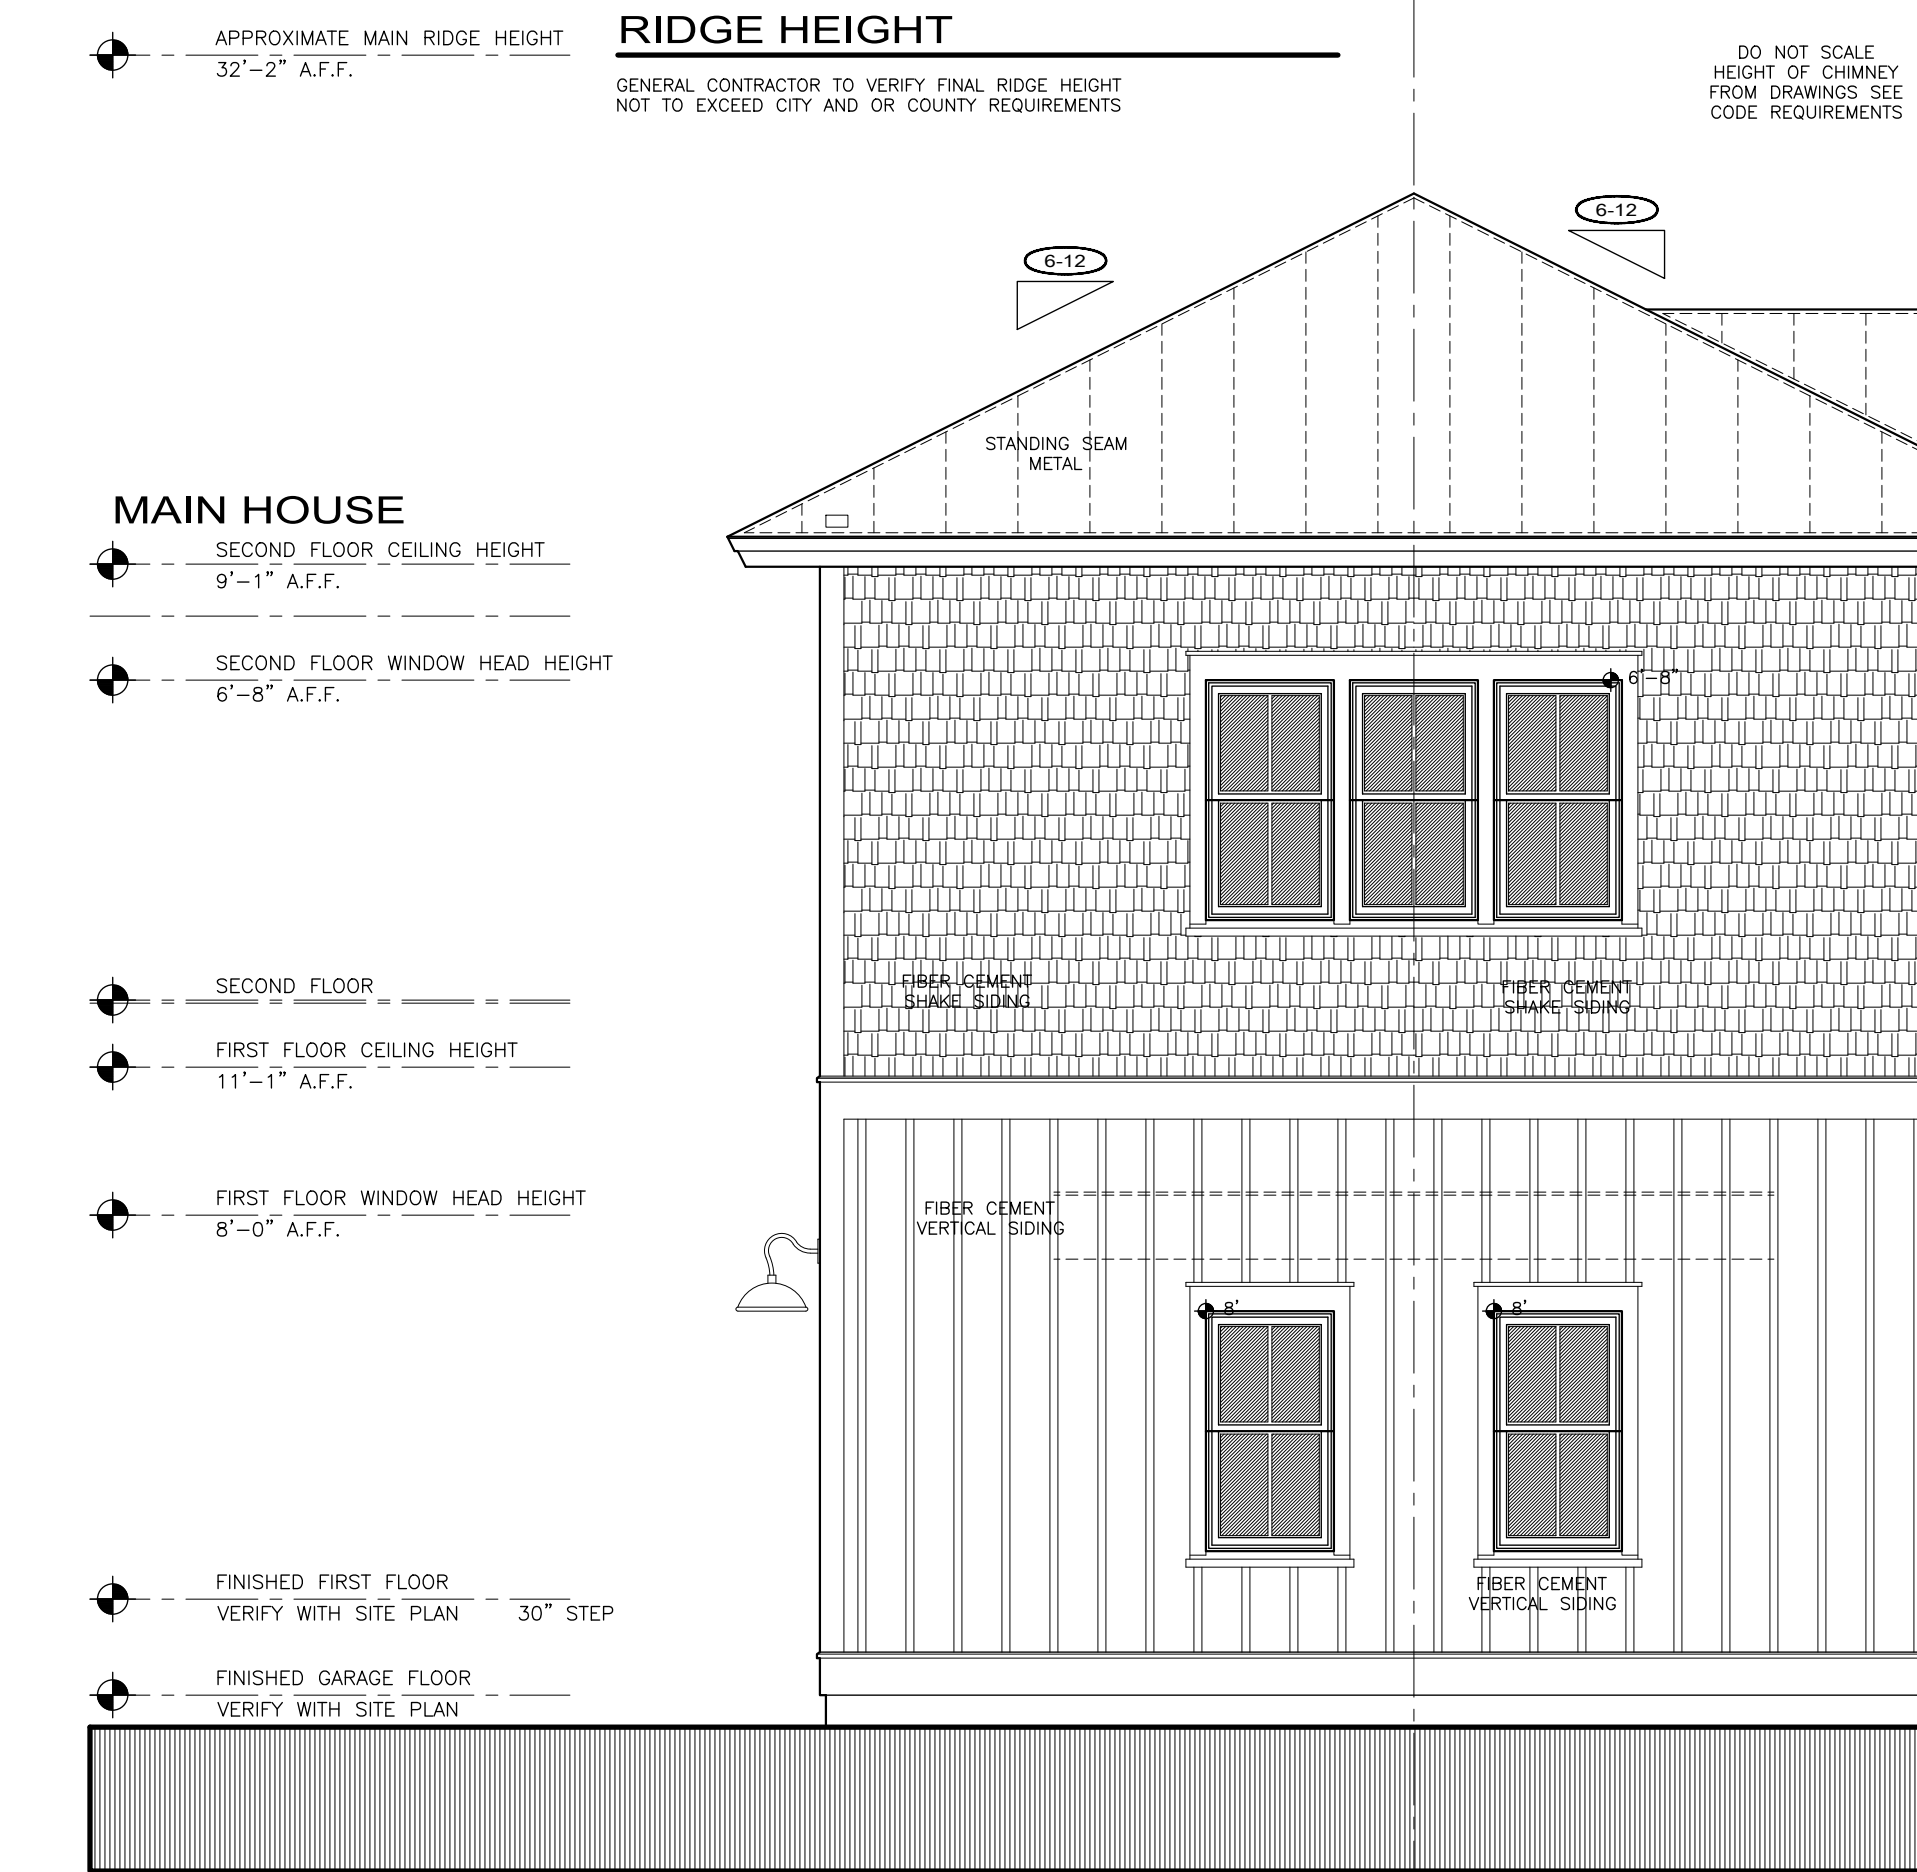 APPROXIMATE MAIN RIDGE HEIGHT
32'-2" A.F.F.
RIDGE HEIGHT
GENERAL CONTRACTOR TO VERIFY FINAL RIDGE HEIGHT
NOT TO EXCEED CITY AND OR COUNTY REQUIREMENTS
DO NOT SCALE
HEIGHT OF CHIMNEY
FROM DRAWINGS SEE
CODE REQUIREMENTS
6-12
6-12
STANDING SEAM
METAL
MAIN HOUSE
SECOND FLOOR CEILING HEIGHT
9'-1" A.F.F.
SECOND FLOOR WINDOW HEAD HEIGHT
6'-8" A.F.F.
6'-8"
SECOND FLOOR
FIBER CEMENT
SHAKE SIDING
FIBER CEMENT
SHAKE SIDING
FIRST FLOOR CEILING HEIGHT
11'-1" A.F.F.
FIRST FLOOR WINDOW HEAD HEIGHT
8'-0" A.F.F.
FIBER CEMENT
VERTICAL SIDING
8'
8'
FINISHED FIRST FLOOR
VERIFY WITH SITE PLAN 30" STEP
FIBER CEMENT
VERTICAL SIDING
FINISHED GARAGE FLOOR
VERIFY WITH SITE PLAN